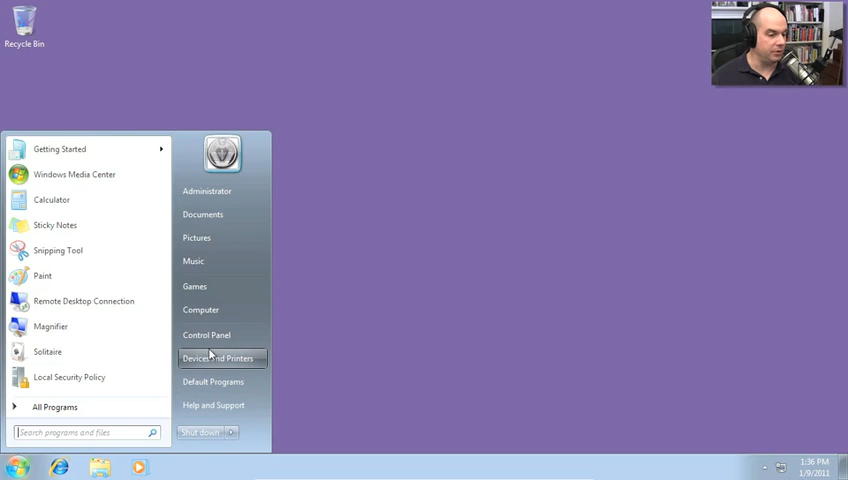 Recycle Bin
Getting Started
Windows Media Center
Calculator
Sticky Notes
Snipping Tool
Paint
Remote Desktop Connection
Magnifier
Solitaire
Local Security Policy
All Programs
Search programs and files
Administrator
Documents
Pictures
Music
Games
Computer
Control Panel
Devices and Printers
Default Programs
Help and Support
Shut down
1:36 PM
1/9/2011